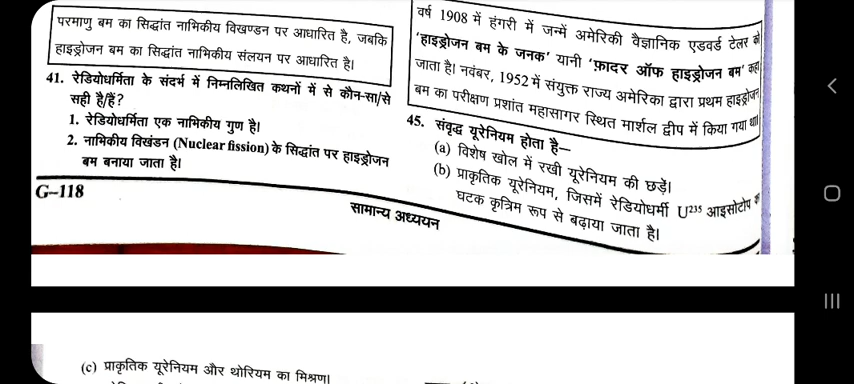 परमाणु बम का सिद्धांत नाभिकीय विखण्डन पर आधारित है, जबकि
हाइड्रोजन बम का सिद्धांत नाभिकीय संलयन पर आधारित है।
41. रेडियोधर्मिता के संदर्भ में निम्नलिखित कथनों में से कौन-सा/से
सही है/हैं?
1. रेडियोधर्मिता एक नाभिकीय गुण है।
2. नाभिकीय विखंडन (Nuclear fission) के सिद्धांत पर हाइड्रोजन
बम बनाया जाता है।
G–118
सामान्य अध्ययन
वर्ष 1908 में हंगरी में जन्में अमेरिकी वैज्ञानिक एडवर्ड टेलर को
'हाइड्रोजन बम के जनक' यानी 'फ़ादर ऑफ हाइड्रोजन बम' कहा
जाता है। नवंबर, 1952 में संयुक्त राज्य अमेरिका द्वारा प्रथम हाइड्रोजन
बम का परीक्षण प्रशांत महासागर स्थित मार्शल द्वीप में किया गया था।
45. संवृद्ध यूरेनियम होता है—
(a) विशेष खोल में रखी यूरेनियम की छड़ें।
(b) प्राकृतिक यूरेनियम, जिसमें रेडियोधर्मी U²³⁵ आइसोटोप
घटक कृत्रिम रूप से बढ़ाया जाता है।
(c) प्राकृतिक यूरेनियम और थोरियम का मिश्रण।